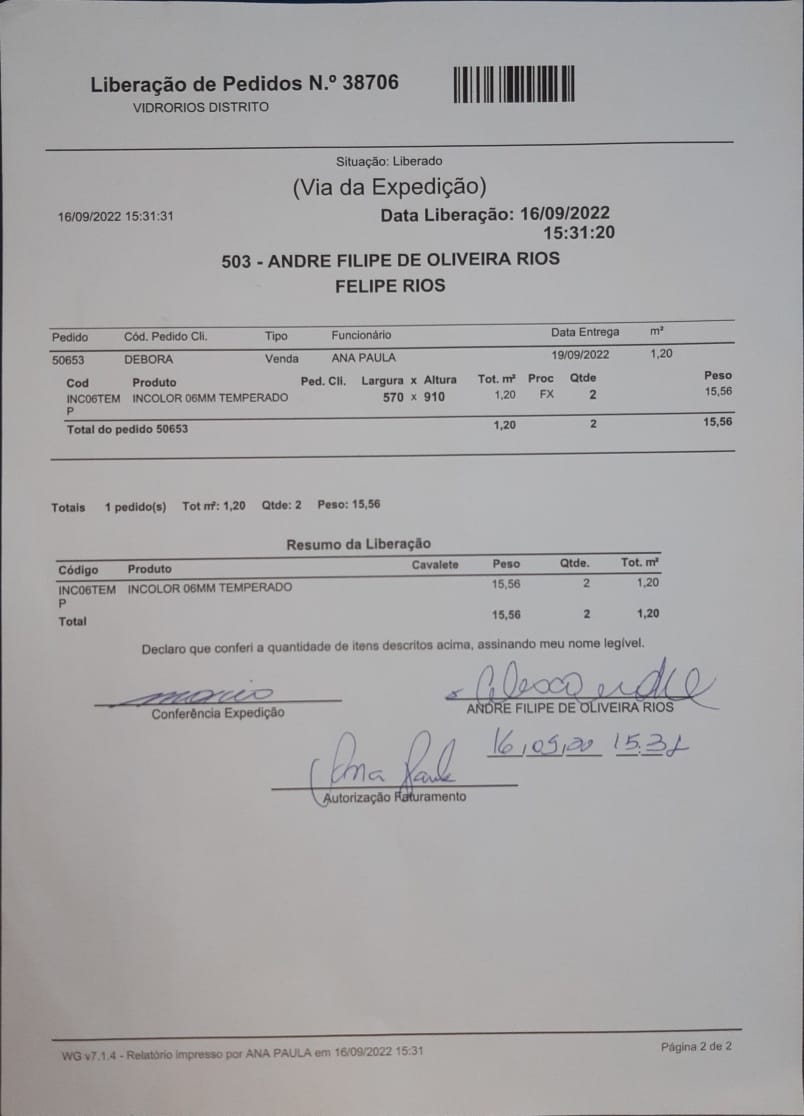 Liberação de Pedidos N.º 38706
VIDRORIOS DISTRITO
Situação: Liberado
(Via da Expedição)
16/09/2022 15:31:31
Data Liberação: 16/09/2022
15:31:20
503 - ANDRE FILIPE DE OLIVEIRA RIOS
FELIPE RIOS
Pedido Cód. Pedido Cli. Tipo Funcionário Data Entrega m²
50653 DEBORA Venda ANA PAULA 19/09/2022 1,20
Cod Produto Ped. Cli. Largura x Altura Tot. m² Proc Qtde Peso
INC06TEM INCOLOR 06MM TEMPERADO 570 x 910 1,20 FX 2 15,56
P
Total do pedido 50653 1,20 2 15,56
Totais 1 pedido(s) Tot m²: 1,20 Qtde: 2 Peso: 15,56
Resumo da Liberação
Código Produto Cavalete Peso Qtde. Tot. m²
INC06TEM INCOLOR 06MM TEMPERADO 15,56 2 1,20
P
Total 15,56 2 1,20
Declaro que conferi a quantidade de itens descritos acima, assinando meu nome legível.
Conferência Expedição
ANDRE FILIPE DE OLIVEIRA RIOS
Ana Paula
Autorização Faturamento
WG v7.1.4 - Relatório impresso por ANA PAULA em 16/09/2022 15:31
Página 2 de 2